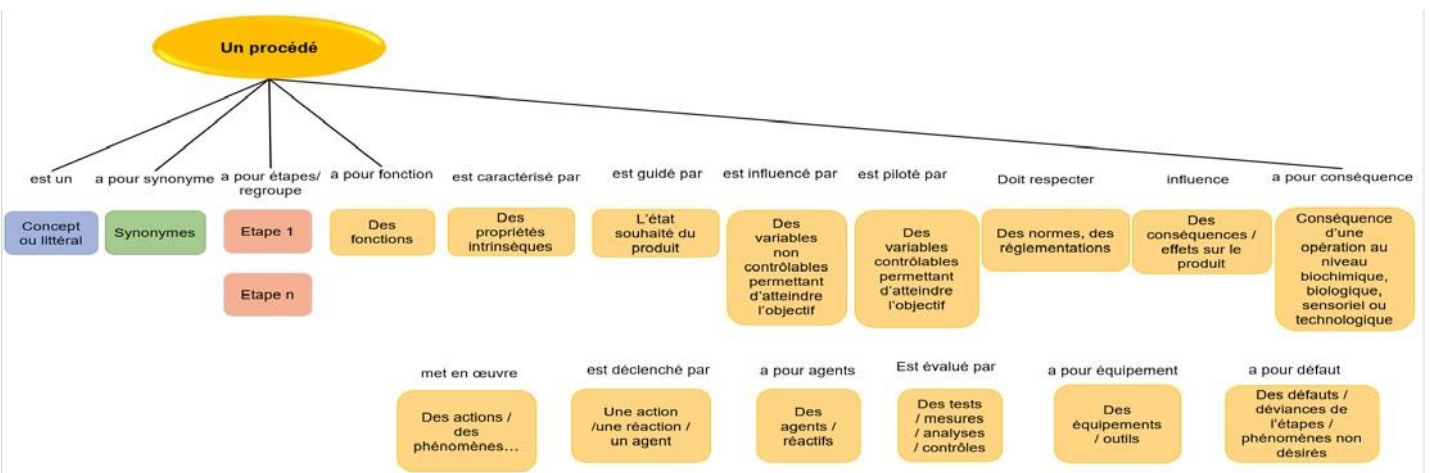 Un procédé
est un
a pour synonyme
a pour étapes/
regroupe
a pour fonction
est caractérisé par
est guidé par
est influencé par
est piloté par
Doit respecter
influence
a pour conséquence
Concept
ou littéral
Synonymes
Etape 1
Etape n
Des
fonctions
Des
propriétés
intrinsèques
L'état
souhaité du
produit
Des
variables
non
contrôlables
permettant
d'atteindre
l'objectif
Des
variables
contrôlables
permettant
d'atteindre
l'objectif
Des normes, des
réglementations
Des
conséquences /
effets sur le
produit
Conséquence
d'une
opération au
niveau
biochimique,
biologique,
sensoriel ou
technologique
met en œuvre
est déclenché par
a pour agents
Est évalué par
a pour équipement
a pour défaut
Des actions /
des
phénomènes...
Une action
/une réaction /
un agent
Des
agents /
réactifs
Des tests
/ mesures
/ analyses
/ contrôles
Des
équipements
/ outils
Des défauts /
déviances de
l'étapes /
phénomènes non
désirés